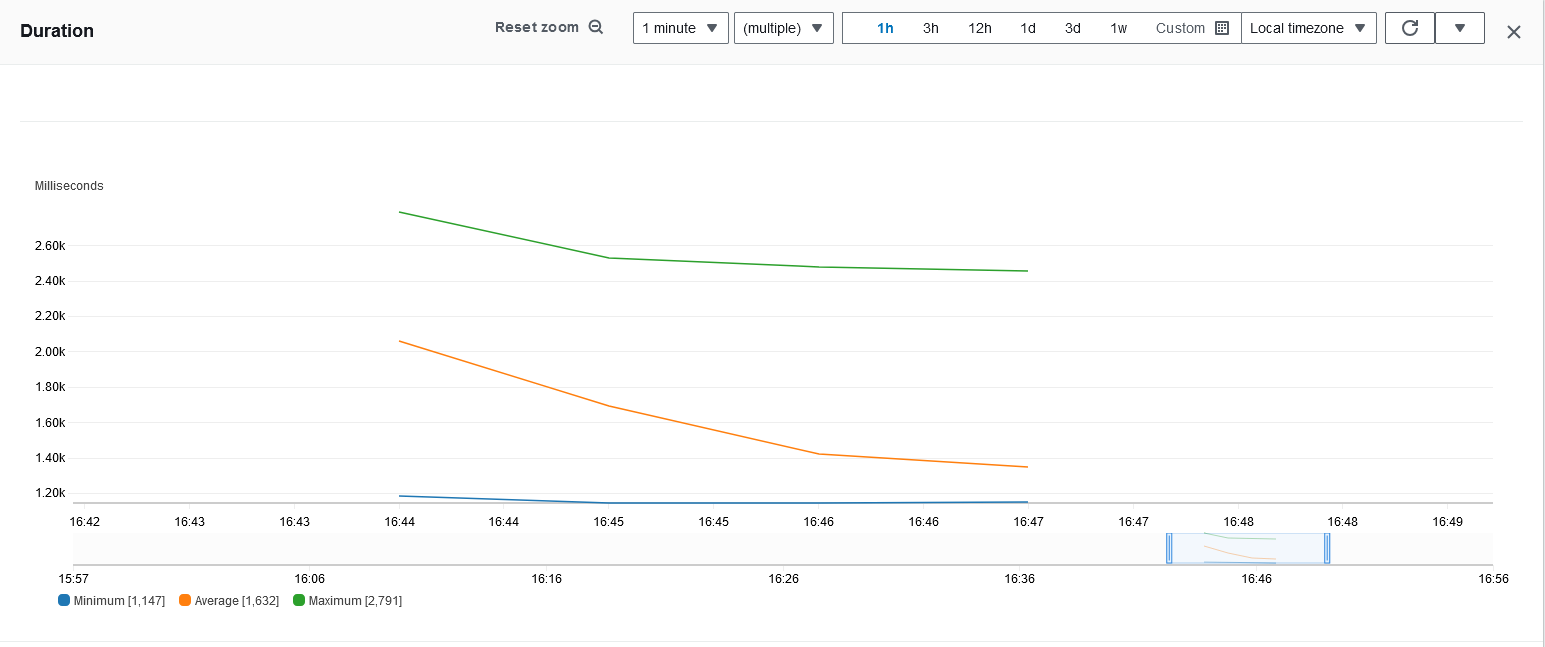 Duration
Reset zoom
1 minute
(multiple)
1h 3h 12h 1d 3d 1w Custom
Local timezone
Milliseconds
2.60k
2.40k
2.20k
2.00k
1.80k
1.60k
1.40k
1.20k
16:42 16:43 16:43 16:44 16:44 16:45 16:45 16:46 16:46 16:47 16:47 16:48 16:48 16:49
15:57 16:06 16:16 16:26 16:36 16:46 16:56
Minimum [1,147] Average [1,632] Maximum [2,791]